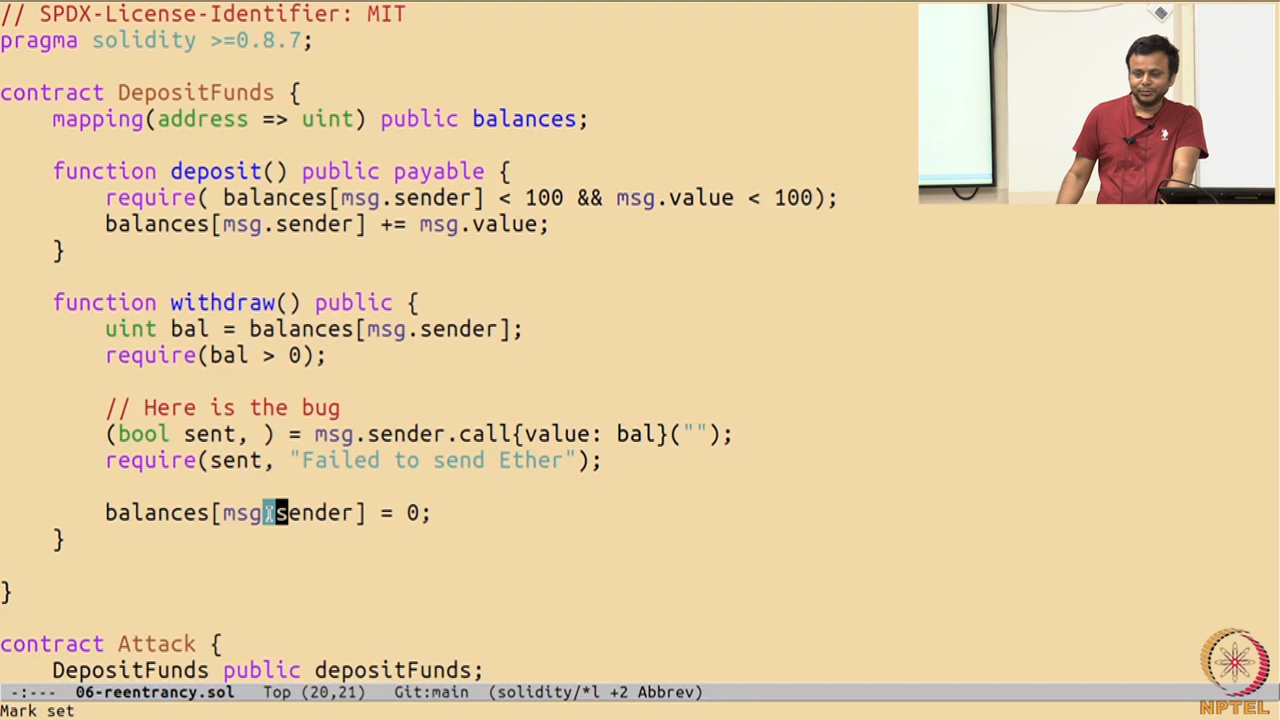 // SPDX-License-Identifier: MIT
pragma solidity >=0.8.7;
contract DepositFunds {
mapping(address => uint) public balances;
function deposit() public payable {
require( balances[msg.sender] < 100 && msg.value < 100);
balances[msg.sender] += msg.value;
}
function withdraw() public {
uint bal = balances[msg.sender];
require(bal > 0);
// Here is the bug
(bool sent, ) = msg.sender.call{value: bal}("");
require(sent, "Failed to send Ether");
balances[msg.sender] = 0;
}
}
contract Attack {
DepositFunds public depositFunds;
-:--- 06-reentrancy.sol Top (20,21) Git:main (solidity/*l +2 Abbrev)
Mark set
NPTEL